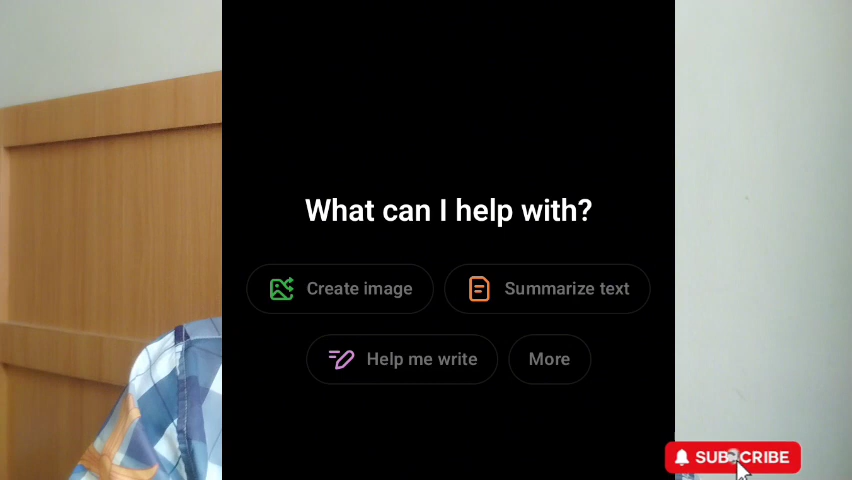 What can I help with?
Create image
Summarize text
Help me write
More
SUBSCRIBE